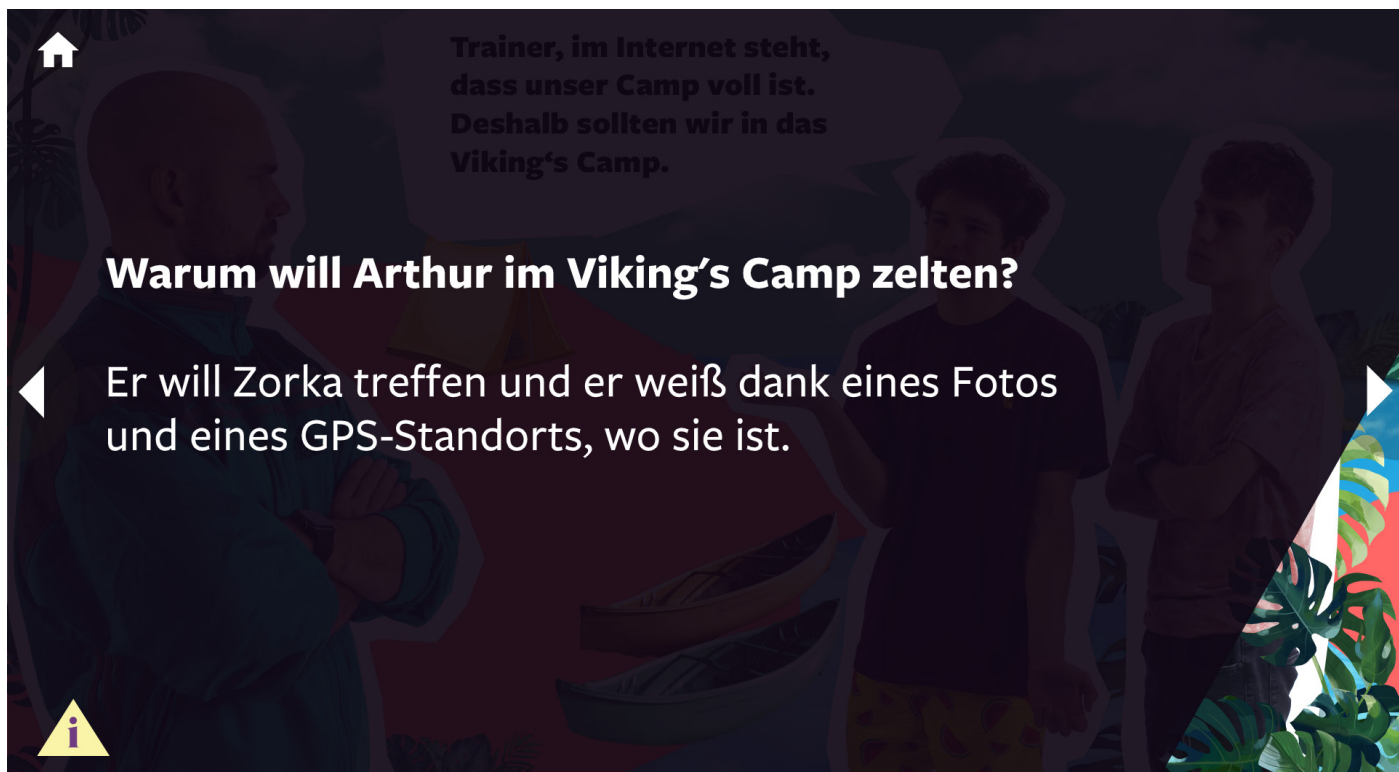 Trainer, im Internet steht,
dass unser Camp voll ist.
Deshalb sollten wir in das
Viking‘s Camp.
Warum will Arthur im Viking's Camp zelten?
Er will Zorka treffen und er weiß dank eines Fotos
und eines GPS-Standorts, wo sie ist.
i